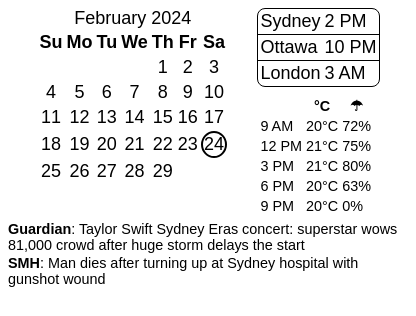 February 2024
Su Mo Tu We Th Fr Sa
1 2 3
4 5 6 7 8 9 10
11 12 13 14 15 16 17
18 19 20 21 22 23 24
25 26 27 28 29
Sydney 2 PM
Ottawa 10 PM
London 3 AM
°C ☂
9 AM 20°C 72%
12 PM 21°C 75%
3 PM 21°C 80%
6 PM 20°C 63%
9 PM 20°C 0%
Guardian: Taylor Swift Sydney Eras concert: superstar wows
81,000 crowd after huge storm delays the start
SMH: Man dies after turning up at Sydney hospital with
gunshot wound